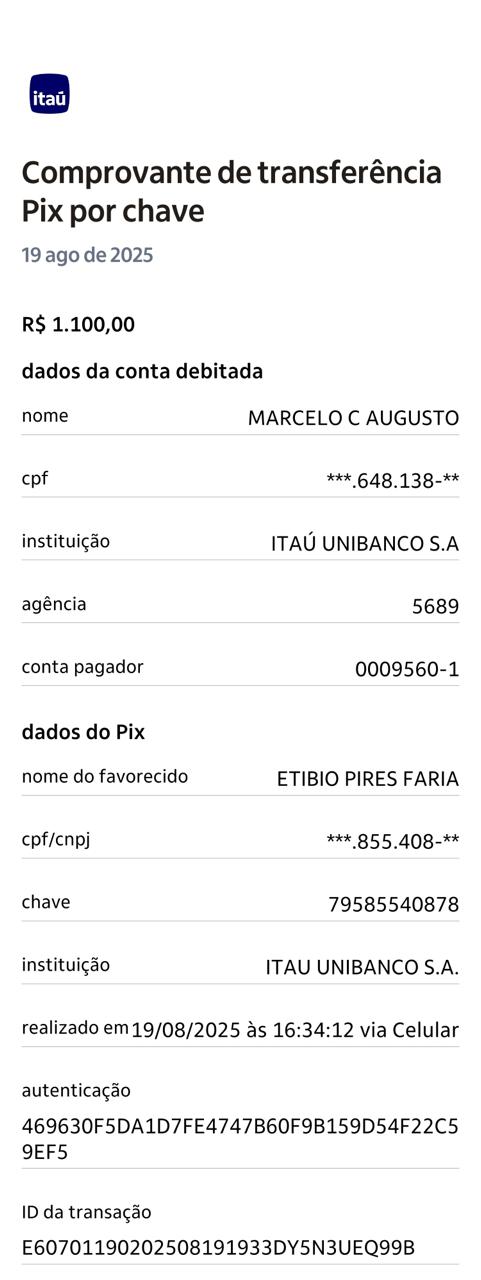 itaú
Comprovante de transferência
Pix por chave
19 ago de 2025
R$ 1.100,00
dados da conta debitada
nome MARCELO C AUGUSTO
cpf ***.648.138-**
instituição ITAÚ UNIBANCO S.A
agência 5689
conta pagador 0009560-1
dados do Pix
nome do favorecido ETIBIO PIRES FARIA
cpf/cnpj ***.855.408-**
chave 79585540878
instituição ITAU UNIBANCO S.A.
realizado em 19/08/2025 às 16:34:12 via Celular
autenticação
469630F5DA1D7FE4747B60F9B159D54F22C5
9EF5
ID da transação
E60701190202508191933DY5N3UEQ99B